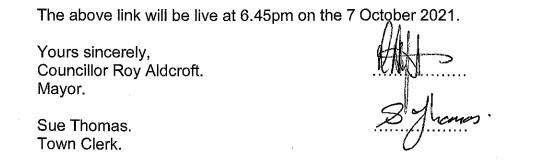 The above link will be live at 6.45pm on the 7 October 2021.
Yours sincerely,
Councillor Roy Aldcroft.
Mayor.
Sue Thomas.
Town Clerk.
S Thomas.